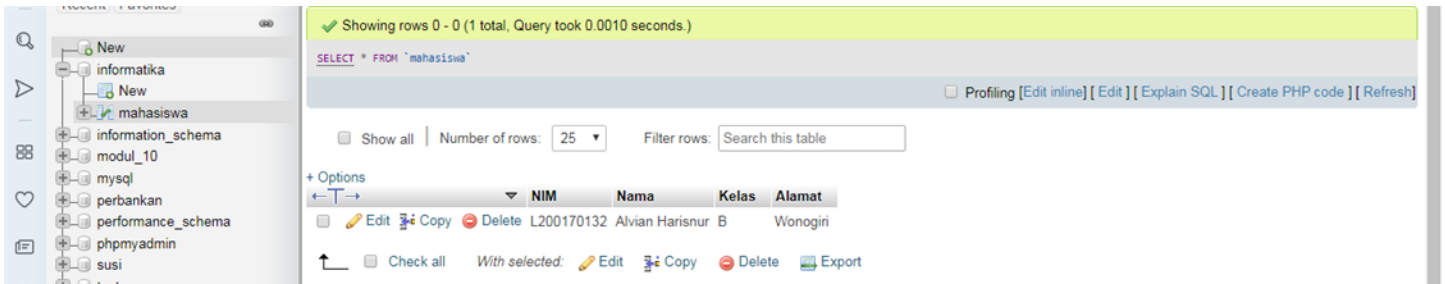 Recent Favorites
New
informatika
New
mahasiswa
information_schema
modul_10
mysql
perbankan
performance_schema
phpmyadmin
susi
Showing rows 0 - 0 (1 total, Query took 0.0010 seconds.)
SELECT * FROM `mahasiswa`
Profiling [Edit inline] [ Edit ] [ Explain SQL ] [ Create PHP code ] [ Refresh]
Show all Number of rows: 25 Filter rows: Search this table
+ Options
←T→ NIM Nama Kelas Alamat
Edit Copy Delete L200170132 Alvian Harisnur B Wonogiri
Check all With selected: Edit Copy Delete Export